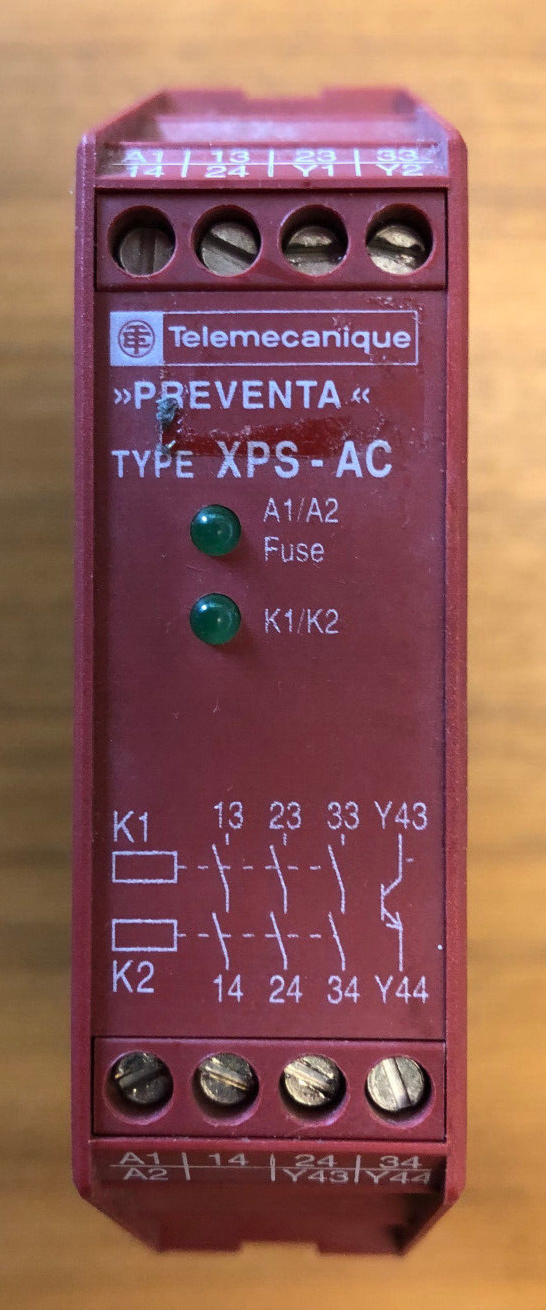 A1 | 13 | 23 | 33
14 | 24 | Y1 | Y2
Telemecanique
»PREVENTA«
TYPE XPS-AC
A1/A2
Fuse
K1/K2
K1 13 23 33 Y43
K2 14 24 34 Y44
A1 | 14 | 24 | 34
A2 | Y43 | Y44